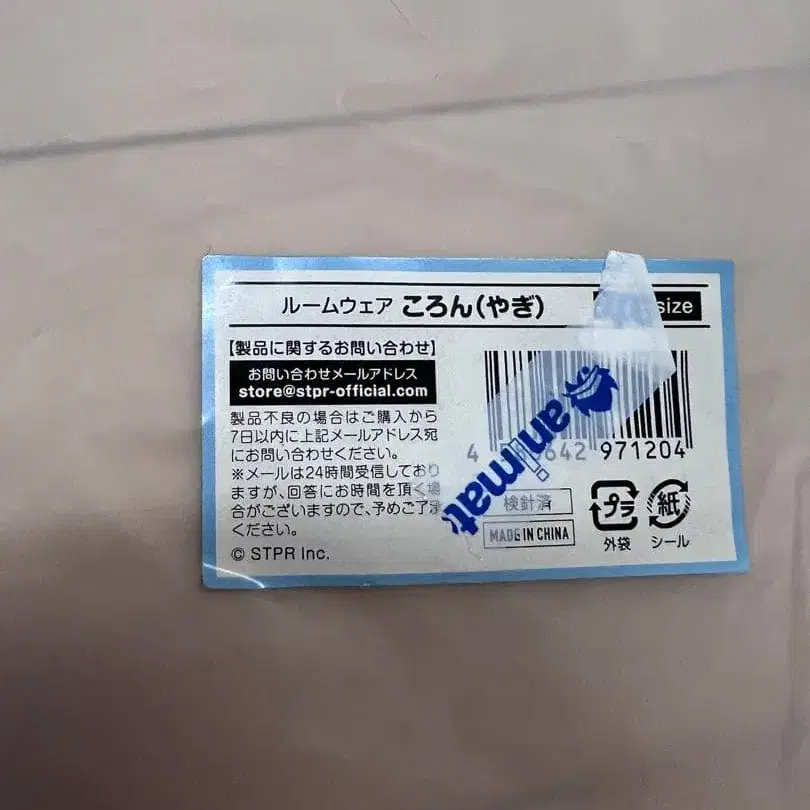 ルームウェア ころん(やぎ)
size
【製品に関するお問い合わせ】
お問い合わせメールアドレス
store@stpr-official.com
製品不良の場合はご購入から
7日以内に上記メールアドレス宛
にお問い合わせください。
※メールは24時間受信しており
ますが、回答にお時間を頂く場
合がございますので、予めご了承
ください。
© STPR Inc.
4 642 971204
animate
検針済
MADE IN CHINA
プラ
外袋
紙
シール